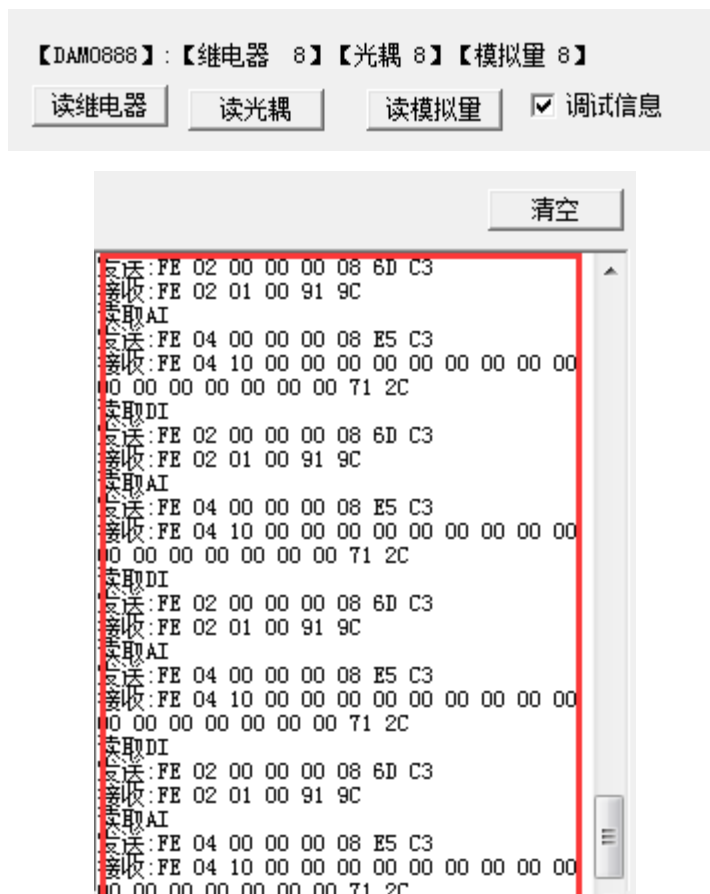 【DAM0888】:【继电器 8】【光耦 8】【模拟量 8】
读继电器 读光耦 读模拟量 调试信息
清空
发送:FE 02 00 00 00 08 6D C3
接收:FE 02 01 00 91 9C
读取AI
发送:FE 04 00 00 00 08 E5 C3
接收:FE 04 10 00 00 00 00 00 00 00 00 00
00 00 00 00 00 00 00 71 2C
读取DI
发送:FE 02 00 00 00 08 6D C3
接收:FE 02 01 00 91 9C
读取AI
发送:FE 04 00 00 00 08 E5 C3
接收:FE 04 10 00 00 00 00 00 00 00 00 00
00 00 00 00 00 00 00 71 2C
读取DI
发送:FE 02 00 00 00 08 6D C3
接收:FE 02 01 00 91 9C
读取AI
发送:FE 04 00 00 00 08 E5 C3
接收:FE 04 10 00 00 00 00 00 00 00 00 00
00 00 00 00 00 00 00 71 2C
读取DI
发送:FE 02 00 00 00 08 6D C3
接收:FE 02 01 00 91 9C
读取AI
发送:FE 04 00 00 00 08 E5 C3
接收:FE 04 10 00 00 00 00 00 00 00 00 00
00 00 00 00 00 00 00 71 2C